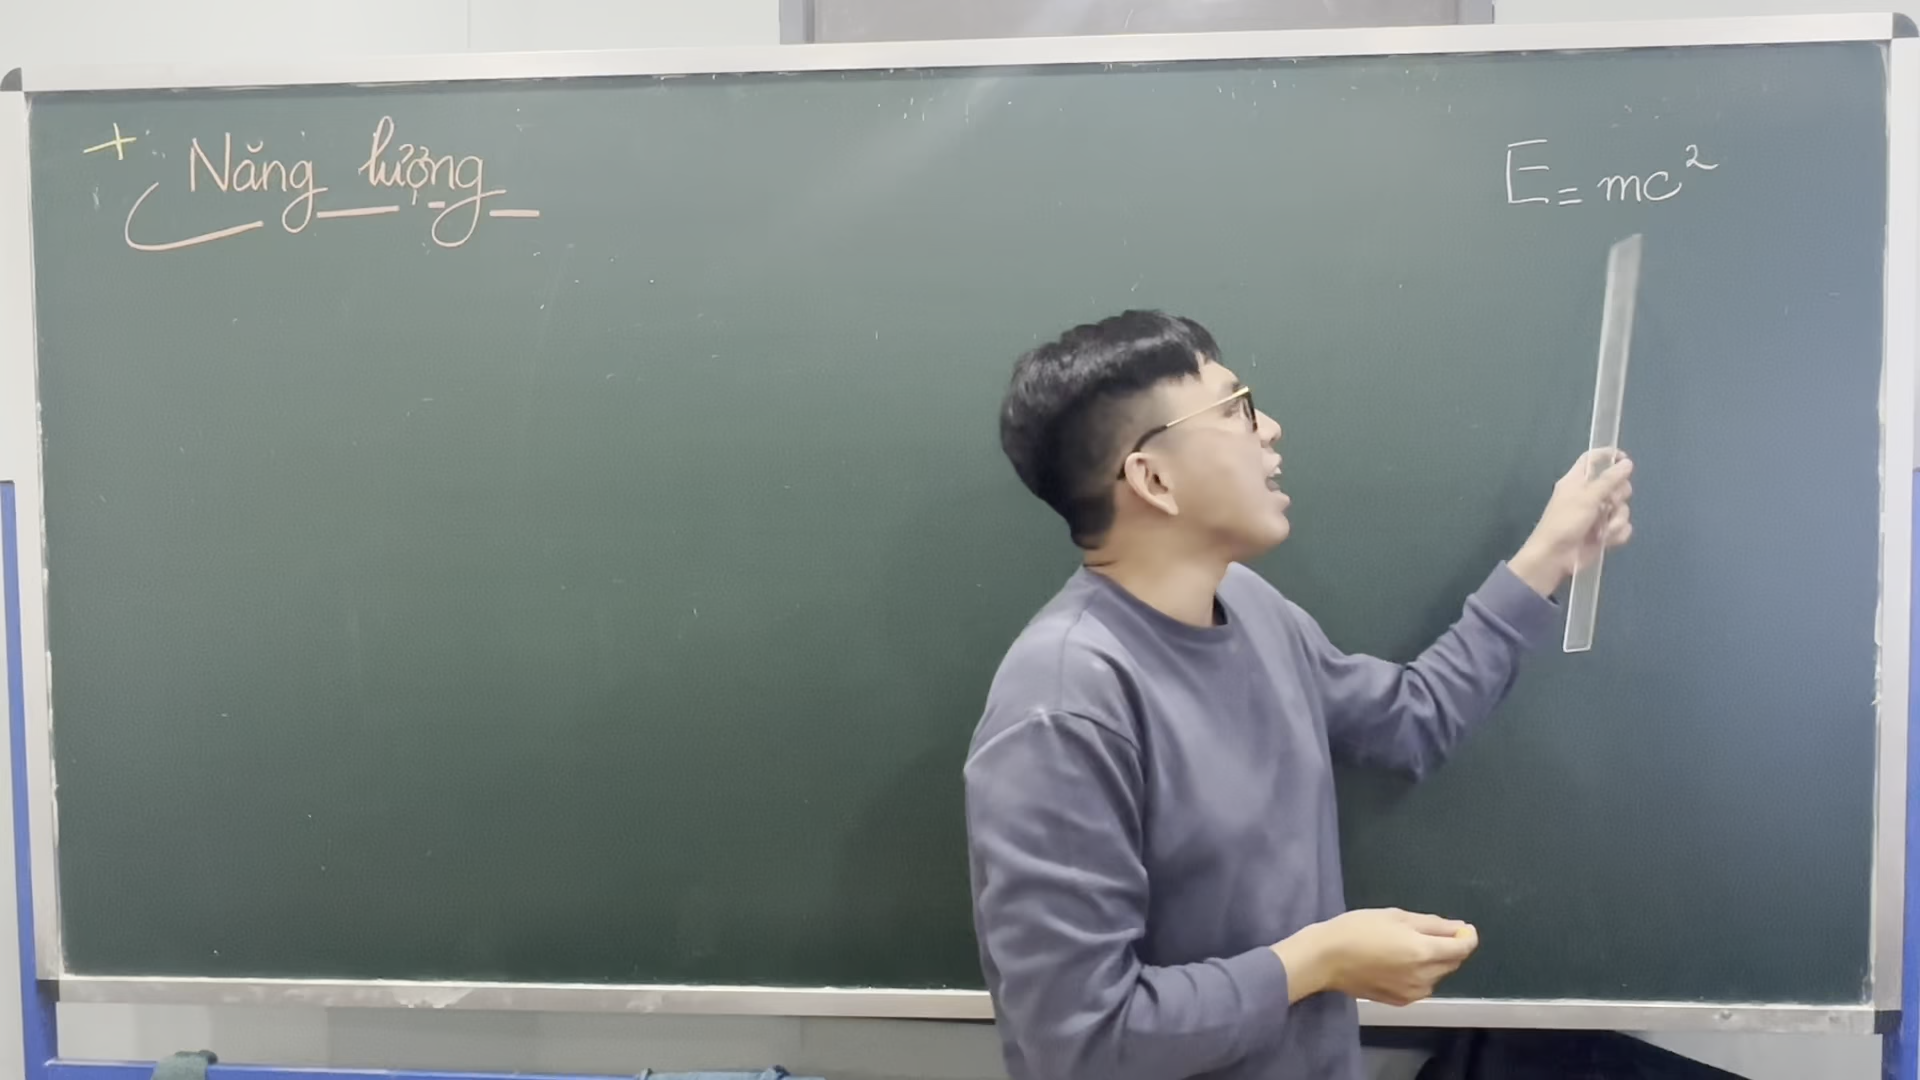 + Năng lượng
E = mc²